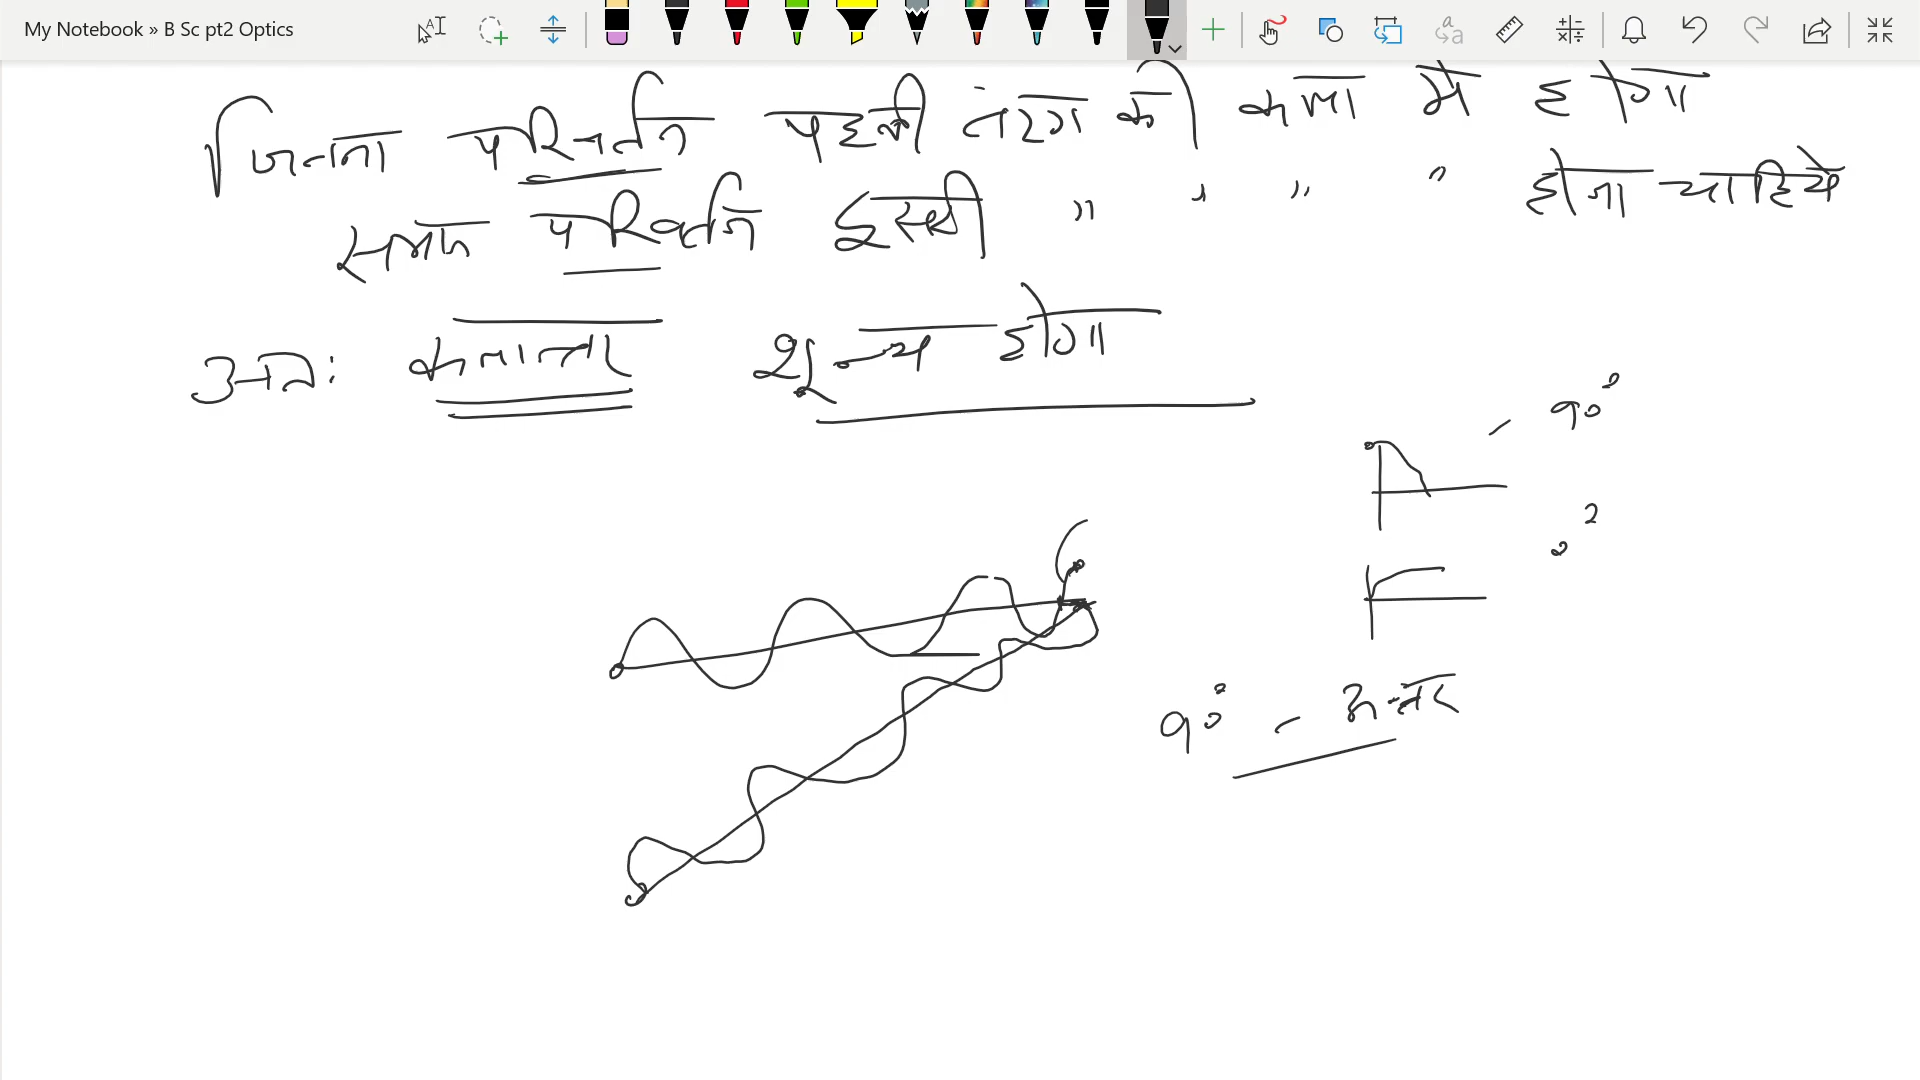 My Notebook » B Sc pt2 Optics
जितना परिवर्तन पहली तरंग की कला में होगा
समान परिवर्तन दूसरी " " " " होना चाहिये
अतः कलान्तर शून्य होगा
90°
90° - अन्तर